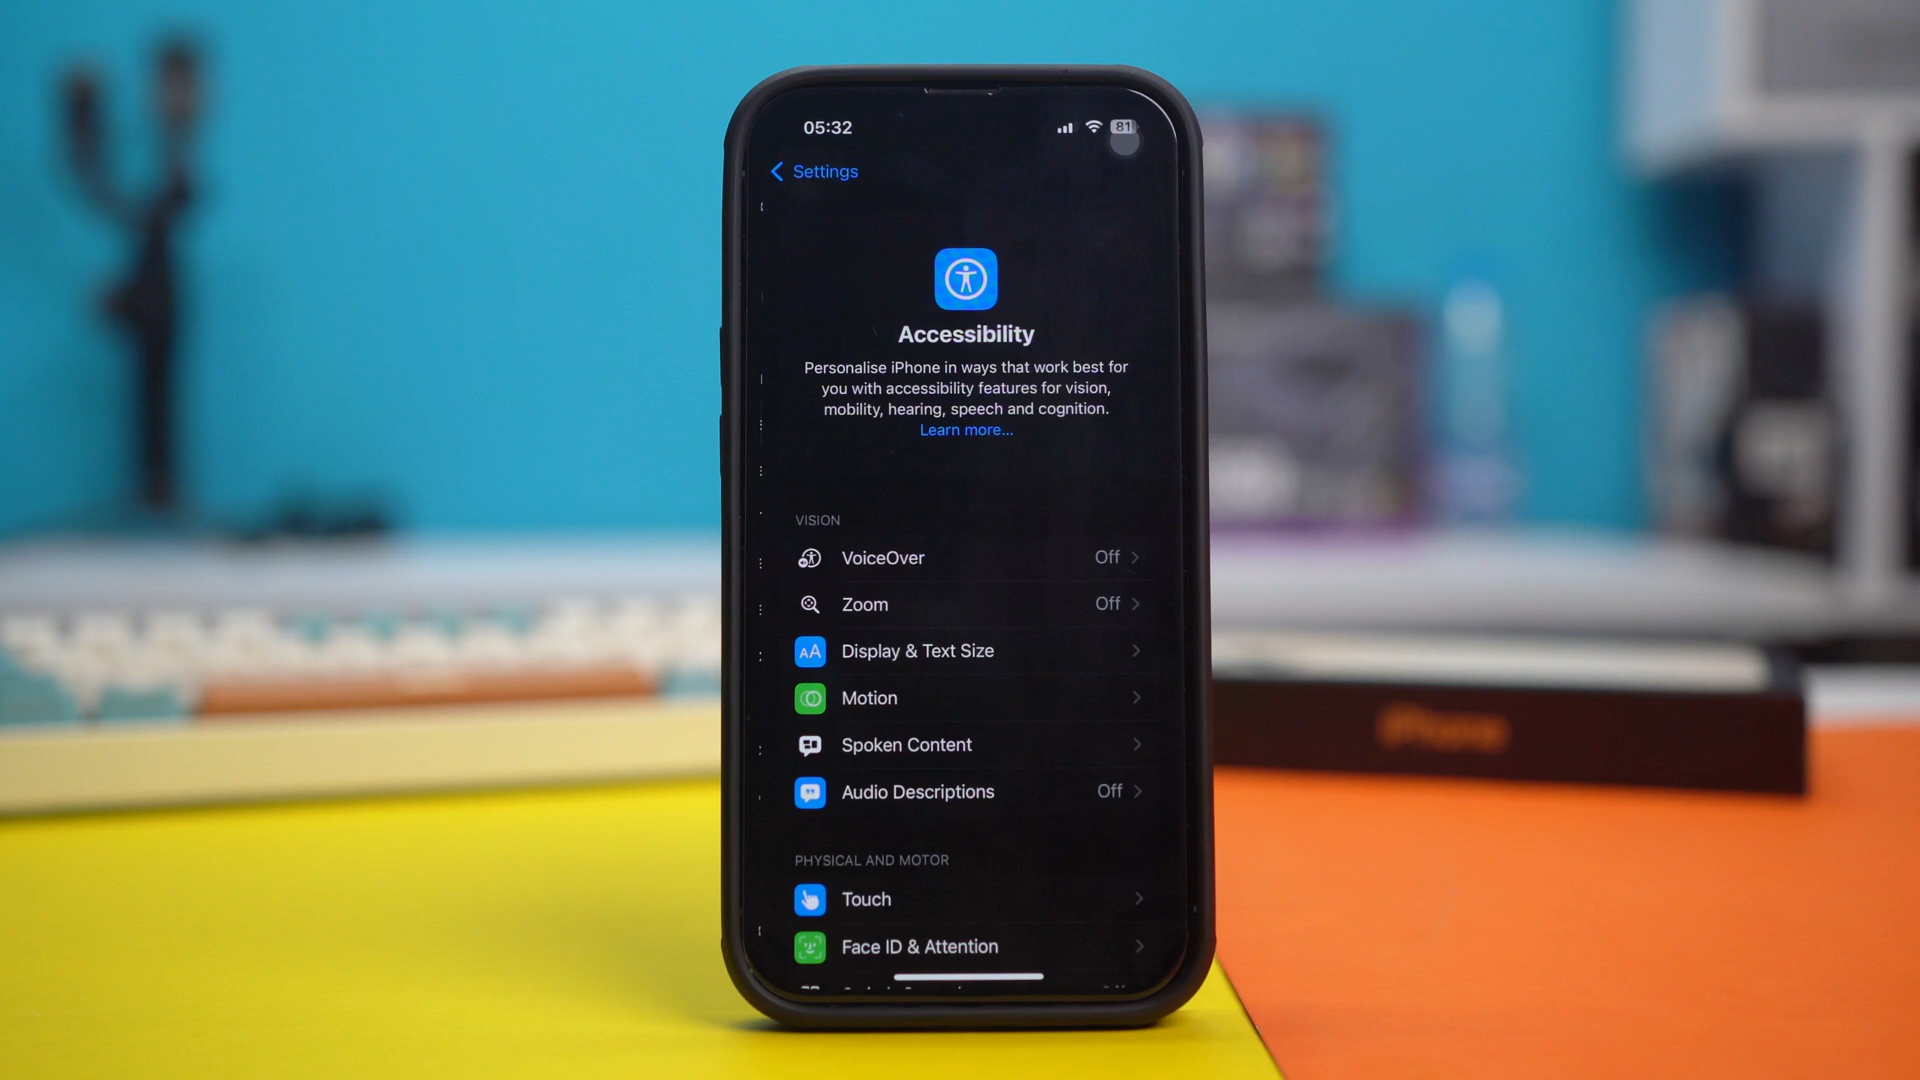 05:32
81
Settings
Accessibility
Personalise iPhone in ways that work best for
you with accessibility features for vision,
mobility, hearing, speech and cognition.
Learn more...
VISION
VoiceOver Off
Zoom Off
AA Display & Text Size
Motion
Spoken Content
Audio Descriptions Off
PHYSICAL AND MOTOR
Touch
Face ID & Attention
iPhone